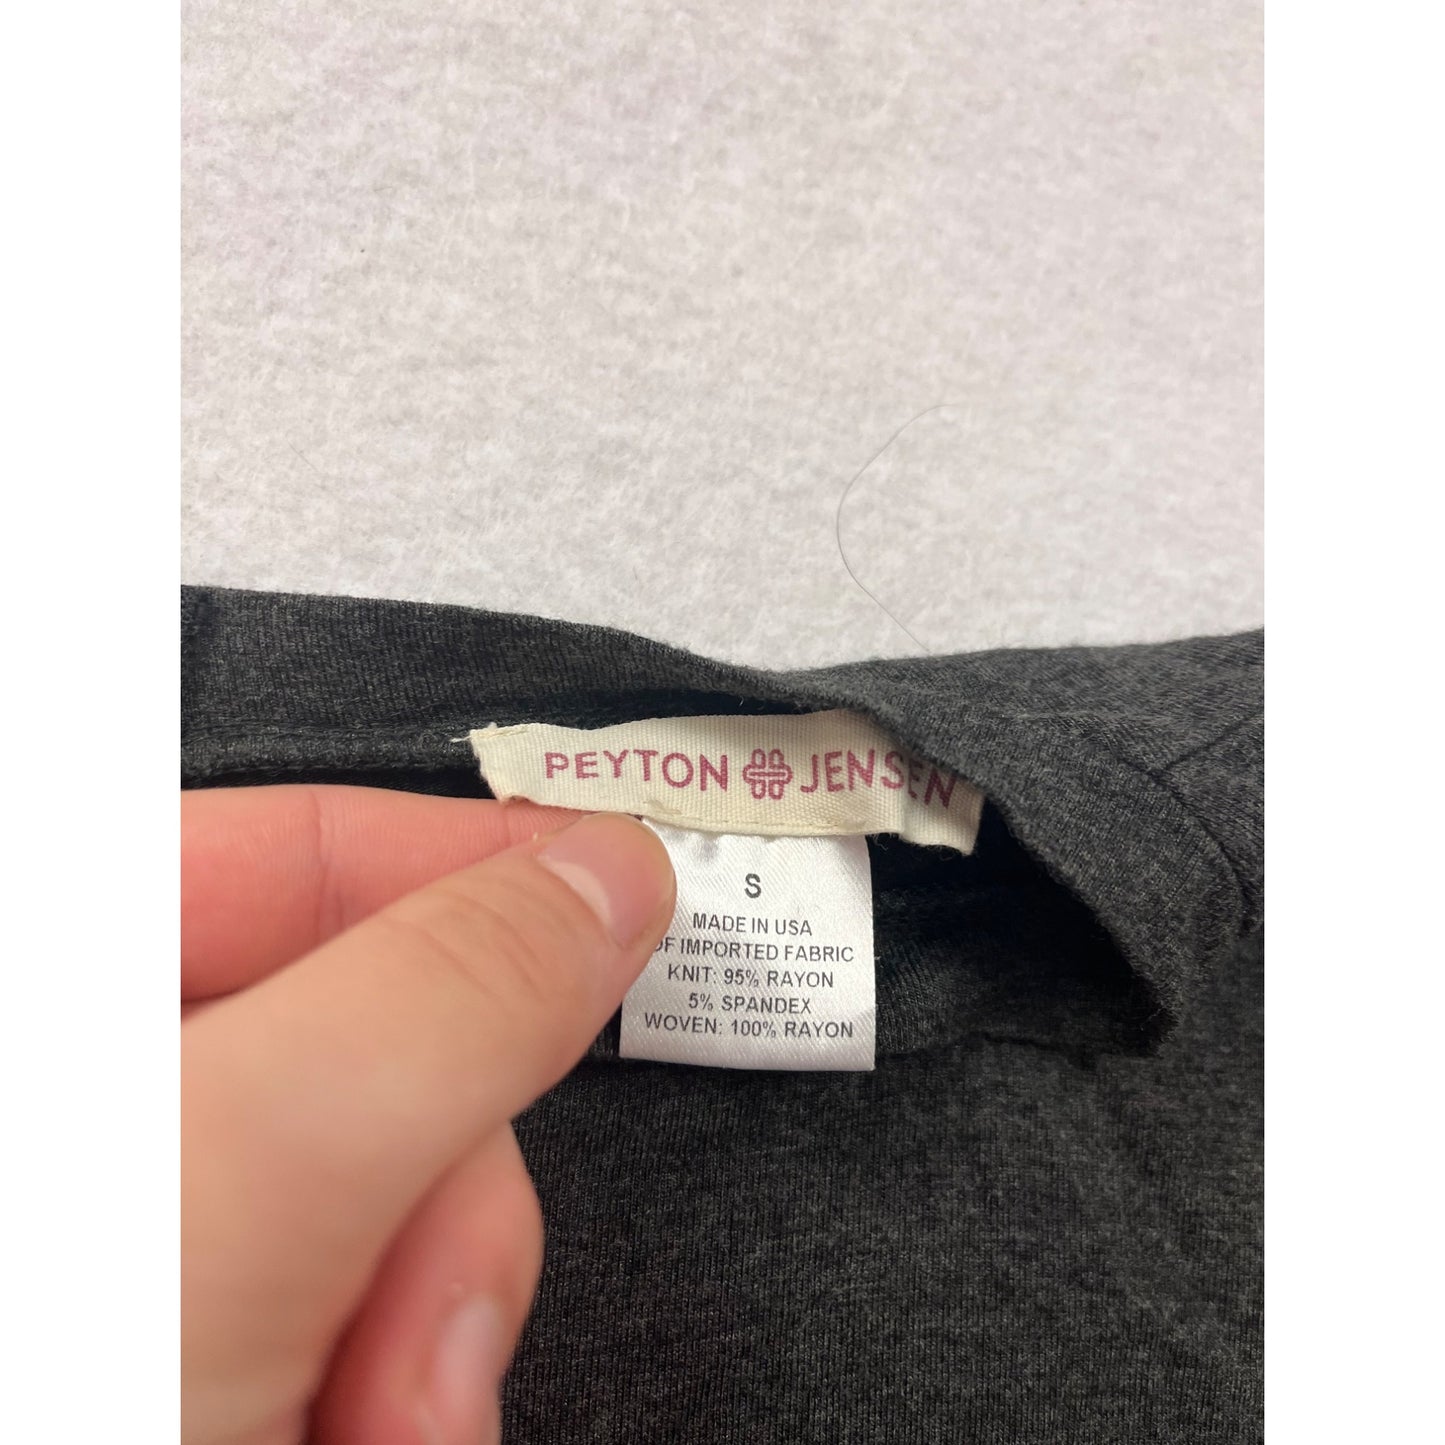 PEYTON JENSEN
S
MADE IN USA
OF IMPORTED FABRIC
KNIT: 95% RAYON
5% SPANDEX
WOVEN: 100% RAYON